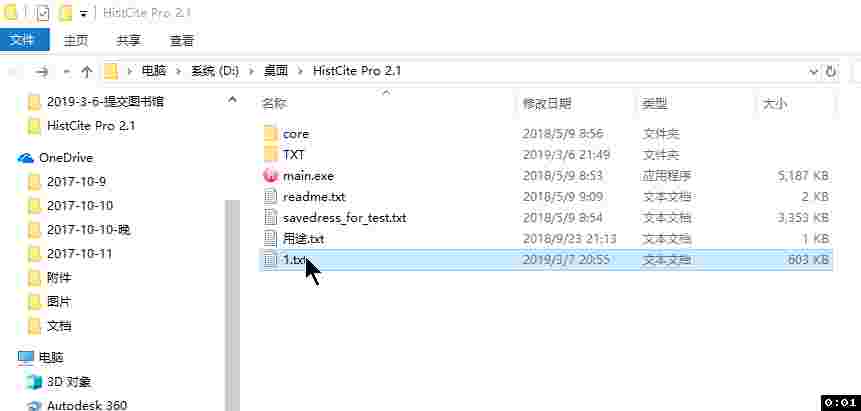 HistCite Pro 2.1
文件 主页 共享 查看
电脑 系统 (D:) 桌面 HistCite Pro 2.1
2019-3-6-提交图书馆
HistCite Pro 2.1
OneDrive
2017-10-9
2017-10-10
2017-10-10-晚
2017-10-11
附件
图片
文档
电脑
3D 对象
Autodesk 360
名称 修改日期 类型 大小
core 2018/5/9 8:56 文件夹
TXT 2019/3/6 21:49 文件夹
main.exe 2018/5/9 8:53 应用程序 5,187 KB
readme.txt 2018/5/9 9:09 文本文档 2 KB
savedress_for_test.txt 2018/5/9 8:54 文本文档 3,353 KB
用途.txt 2018/9/23 21:13 文本文档 1 KB
1.txt 2019/3/7 20:55 文本文档 603 KB
0:01